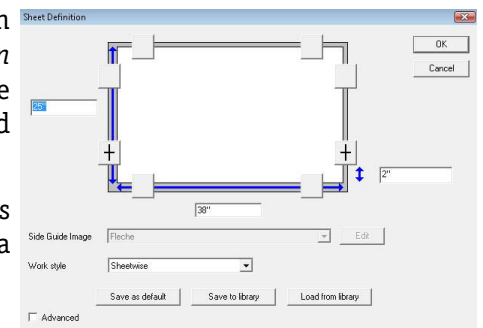 n
n
e
d
s
a
Sheet Definition
OK
Cancel
25"
2"
38"
Side Guide Image
Fleche
Edit
Work style
Sheetwise
Save as default
Save to library
Load from library
Advanced